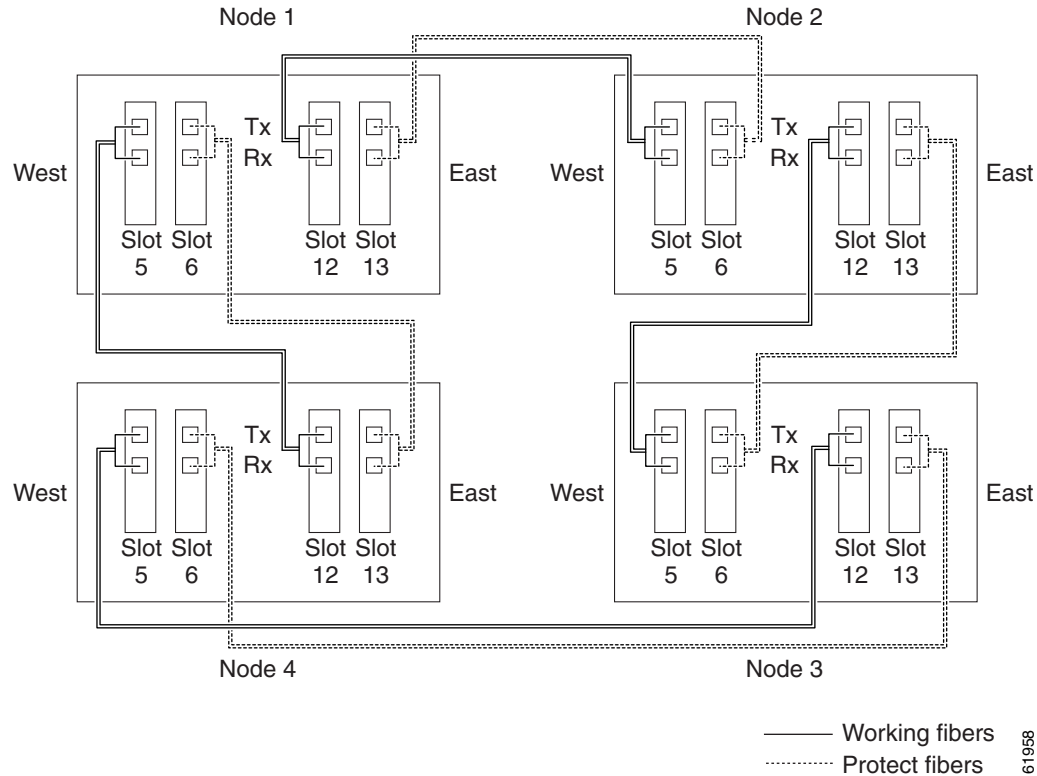 Node 1
Node 2
Tx
Rx
Tx
Rx
West
East
West
East
Slot Slot
5 6
Slot Slot
12 13
Slot Slot
5 6
Slot Slot
12 13
Tx
Rx
Tx
Rx
West
East
West
East
Slot Slot
5 6
Slot Slot
12 13
Slot Slot
5 6
Slot Slot
12 13
Node 4
Node 3
Working fibers
Protect fibers
61958